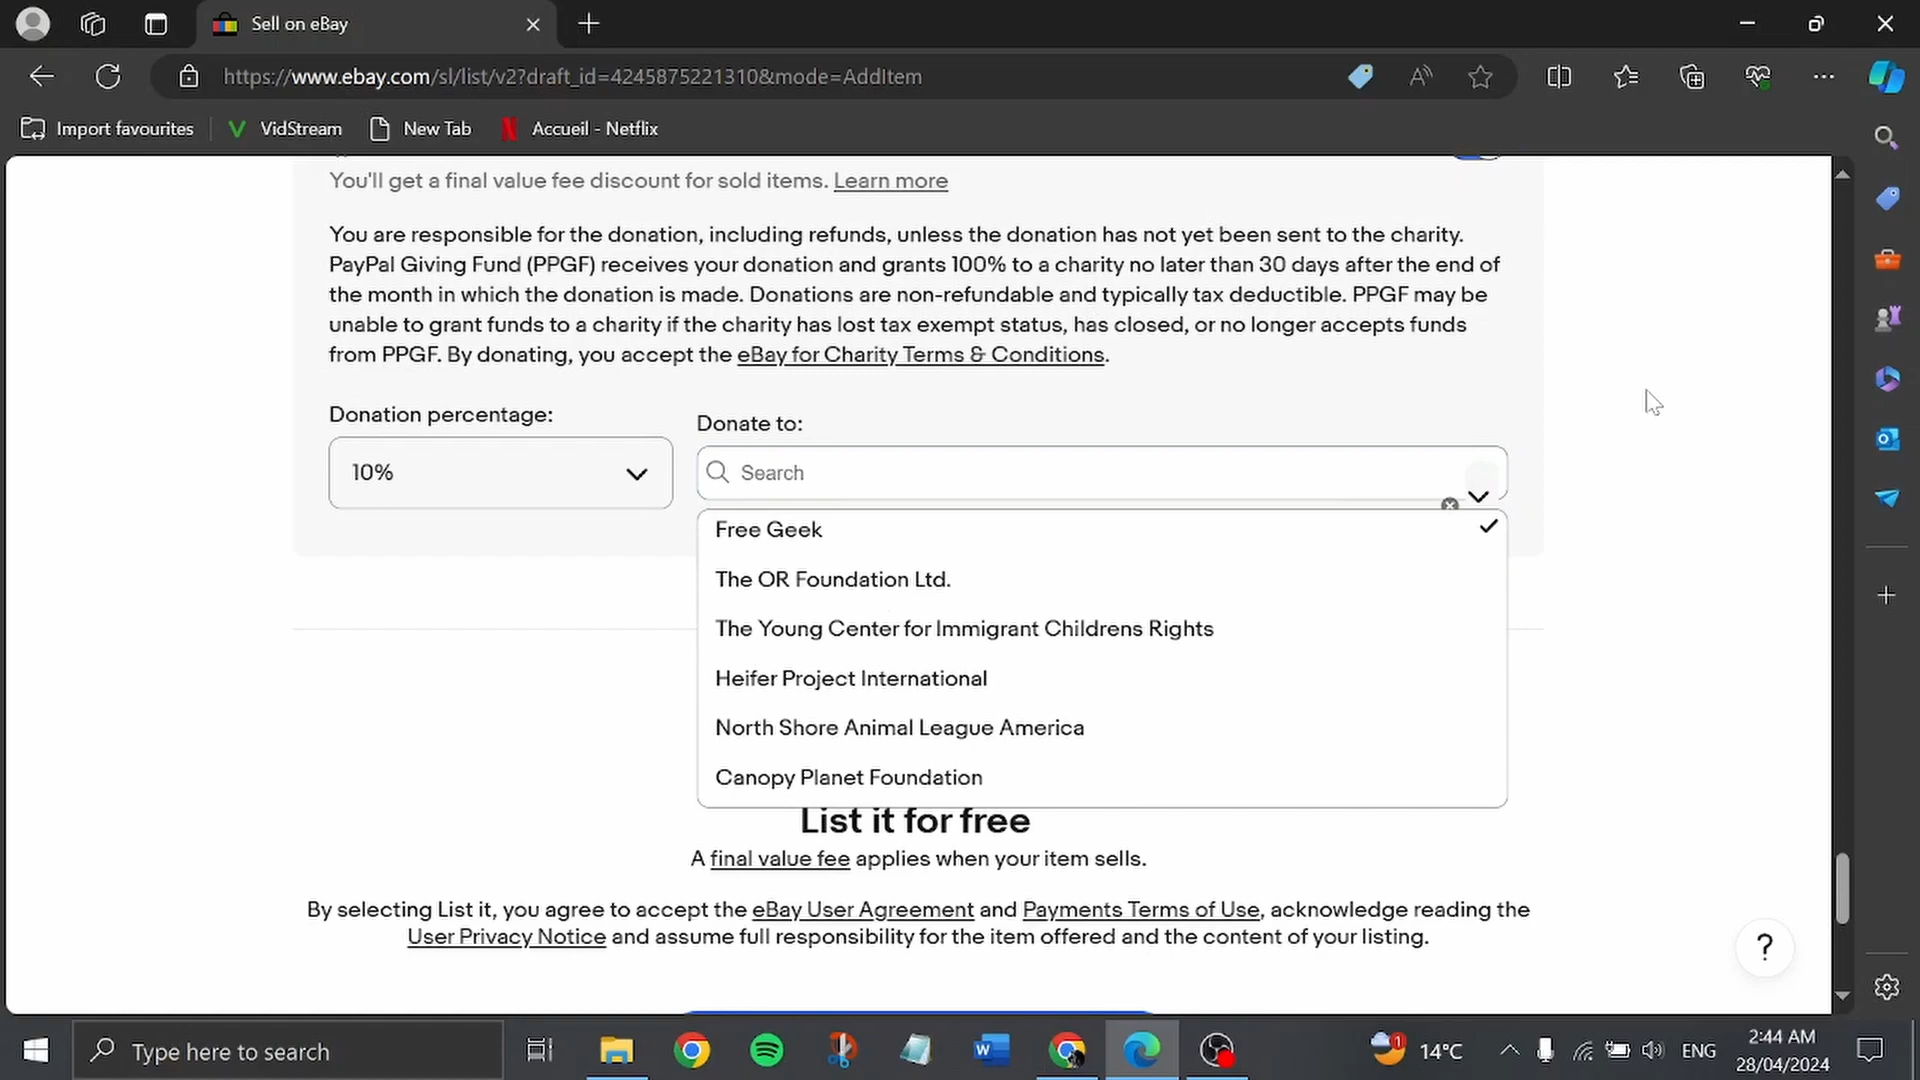 Sell on eBay
https://www.ebay.com/sl/list/v2?draft_id=4245875221310&mode=AddItem
Import favourites
VidStream
New Tab
Accueil - Netflix
You'll get a final value fee discount for sold items. Learn more
You are responsible for the donation, including refunds, unless the donation has not yet been sent to the charity.
PayPal Giving Fund (PPGF) receives your donation and grants 100% to a charity no later than 30 days after the end of
the month in which the donation is made. Donations are non-refundable and typically tax deductible. PPGF may be
unable to grant funds to a charity if the charity has lost tax exempt status, has closed, or no longer accepts funds
from PPGF. By donating, you accept the eBay for Charity Terms & Conditions.
Donation percentage:
10%
Donate to:
Search
Free Geek
The OR Foundation Ltd.
The Young Center for Immigrant Childrens Rights
Heifer Project International
North Shore Animal League America
Canopy Planet Foundation
List it for free
A final value fee applies when your item sells.
By selecting List it, you agree to accept the eBay User Agreement and Payments Terms of Use, acknowledge reading the
User Privacy Notice and assume full responsibility for the item offered and the content of your listing.
?
Type here to search
1
14°C
ENG
2:44 AM
28/04/2024